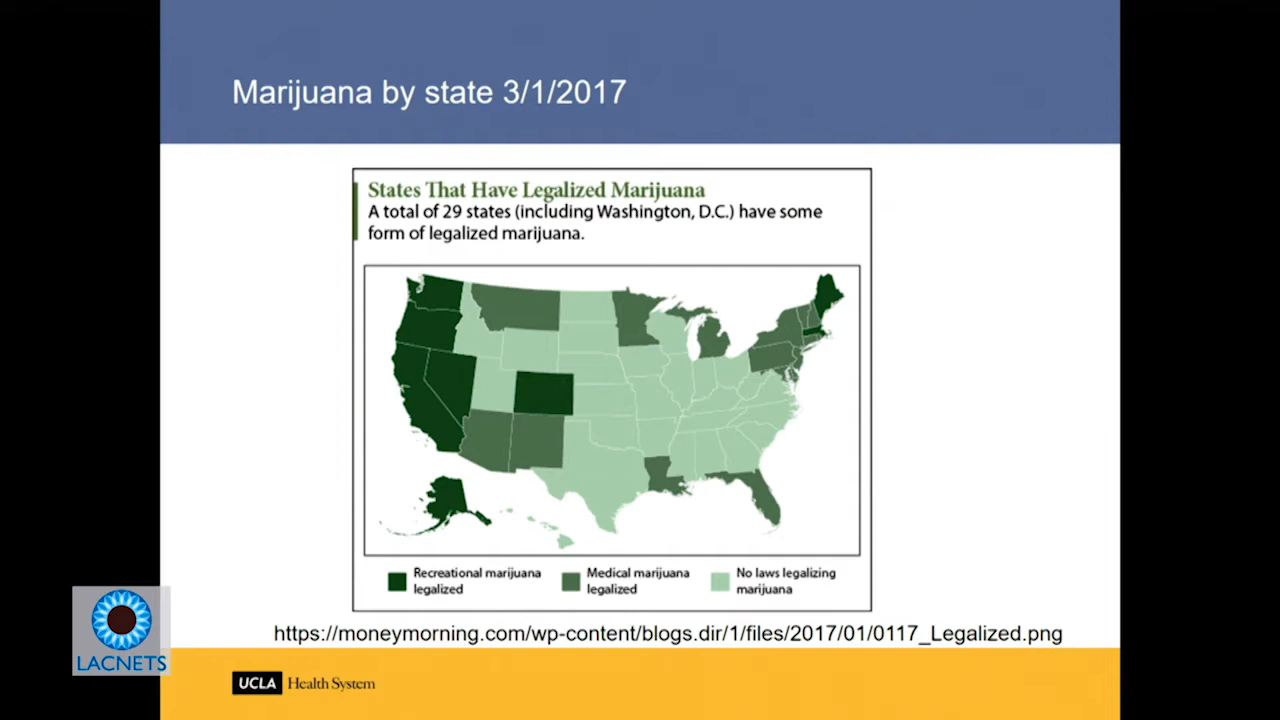 Marijuana by state 3/1/2017
States That Have Legalized Marijuana
A total of 29 states (including Washington, D.C.) have some
form of legalized marijuana.
Recreational marijuana
legalized
Medical marijuana
legalized
No laws legalizing
marijuana
https://moneymorning.com/wp-content/blogs.dir/1/files/2017/01/0117_Legalized.png
LACNETS
UCLA Health System